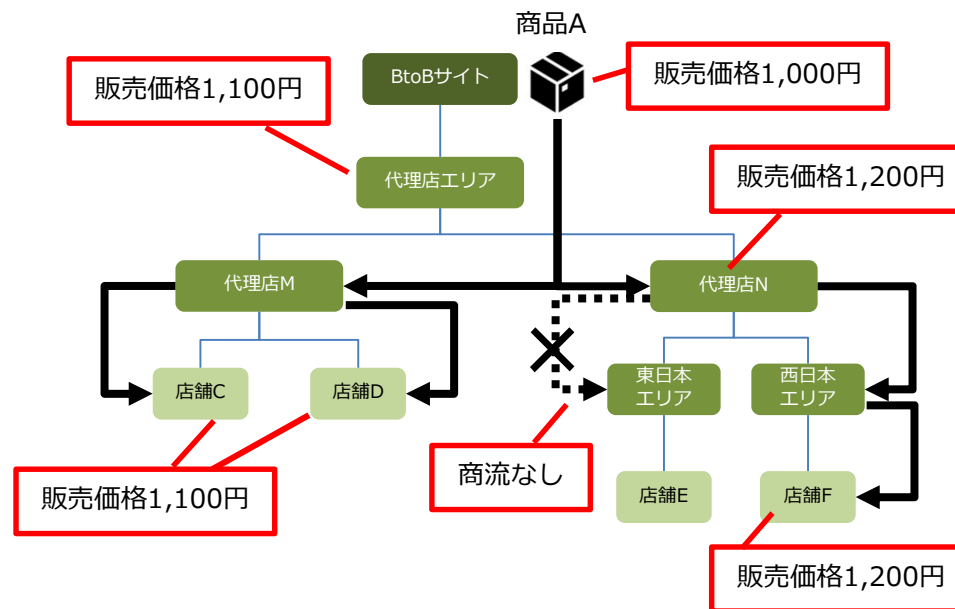 商品A
BtoBサイト
販売価格1,000円
販売価格1,100円
代理店エリア
販売価格1,200円
代理店M
代理店N
店舗C
店舗D
東日本
エリア
西日本
エリア
商流なし
販売価格1,100円
店舗E
店舗F
販売価格1,200円